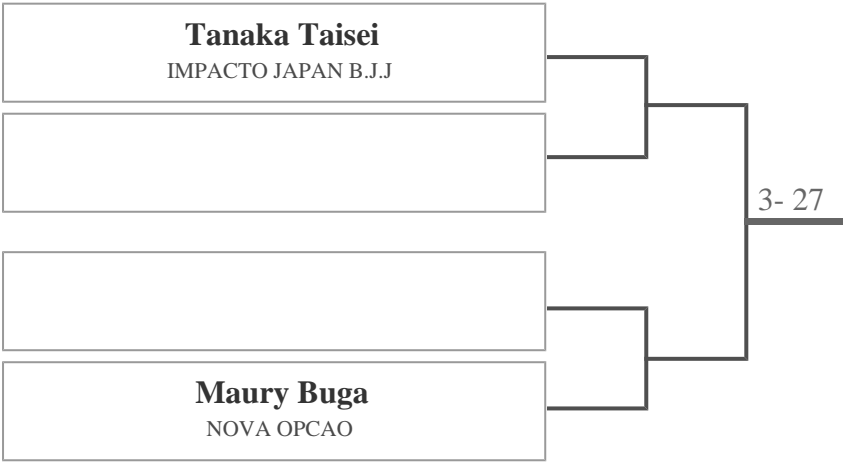 Tanaka Taisei
IMPACTO JAPAN B.J.J
3- 27
Maury Buga
NOVA OPCAO